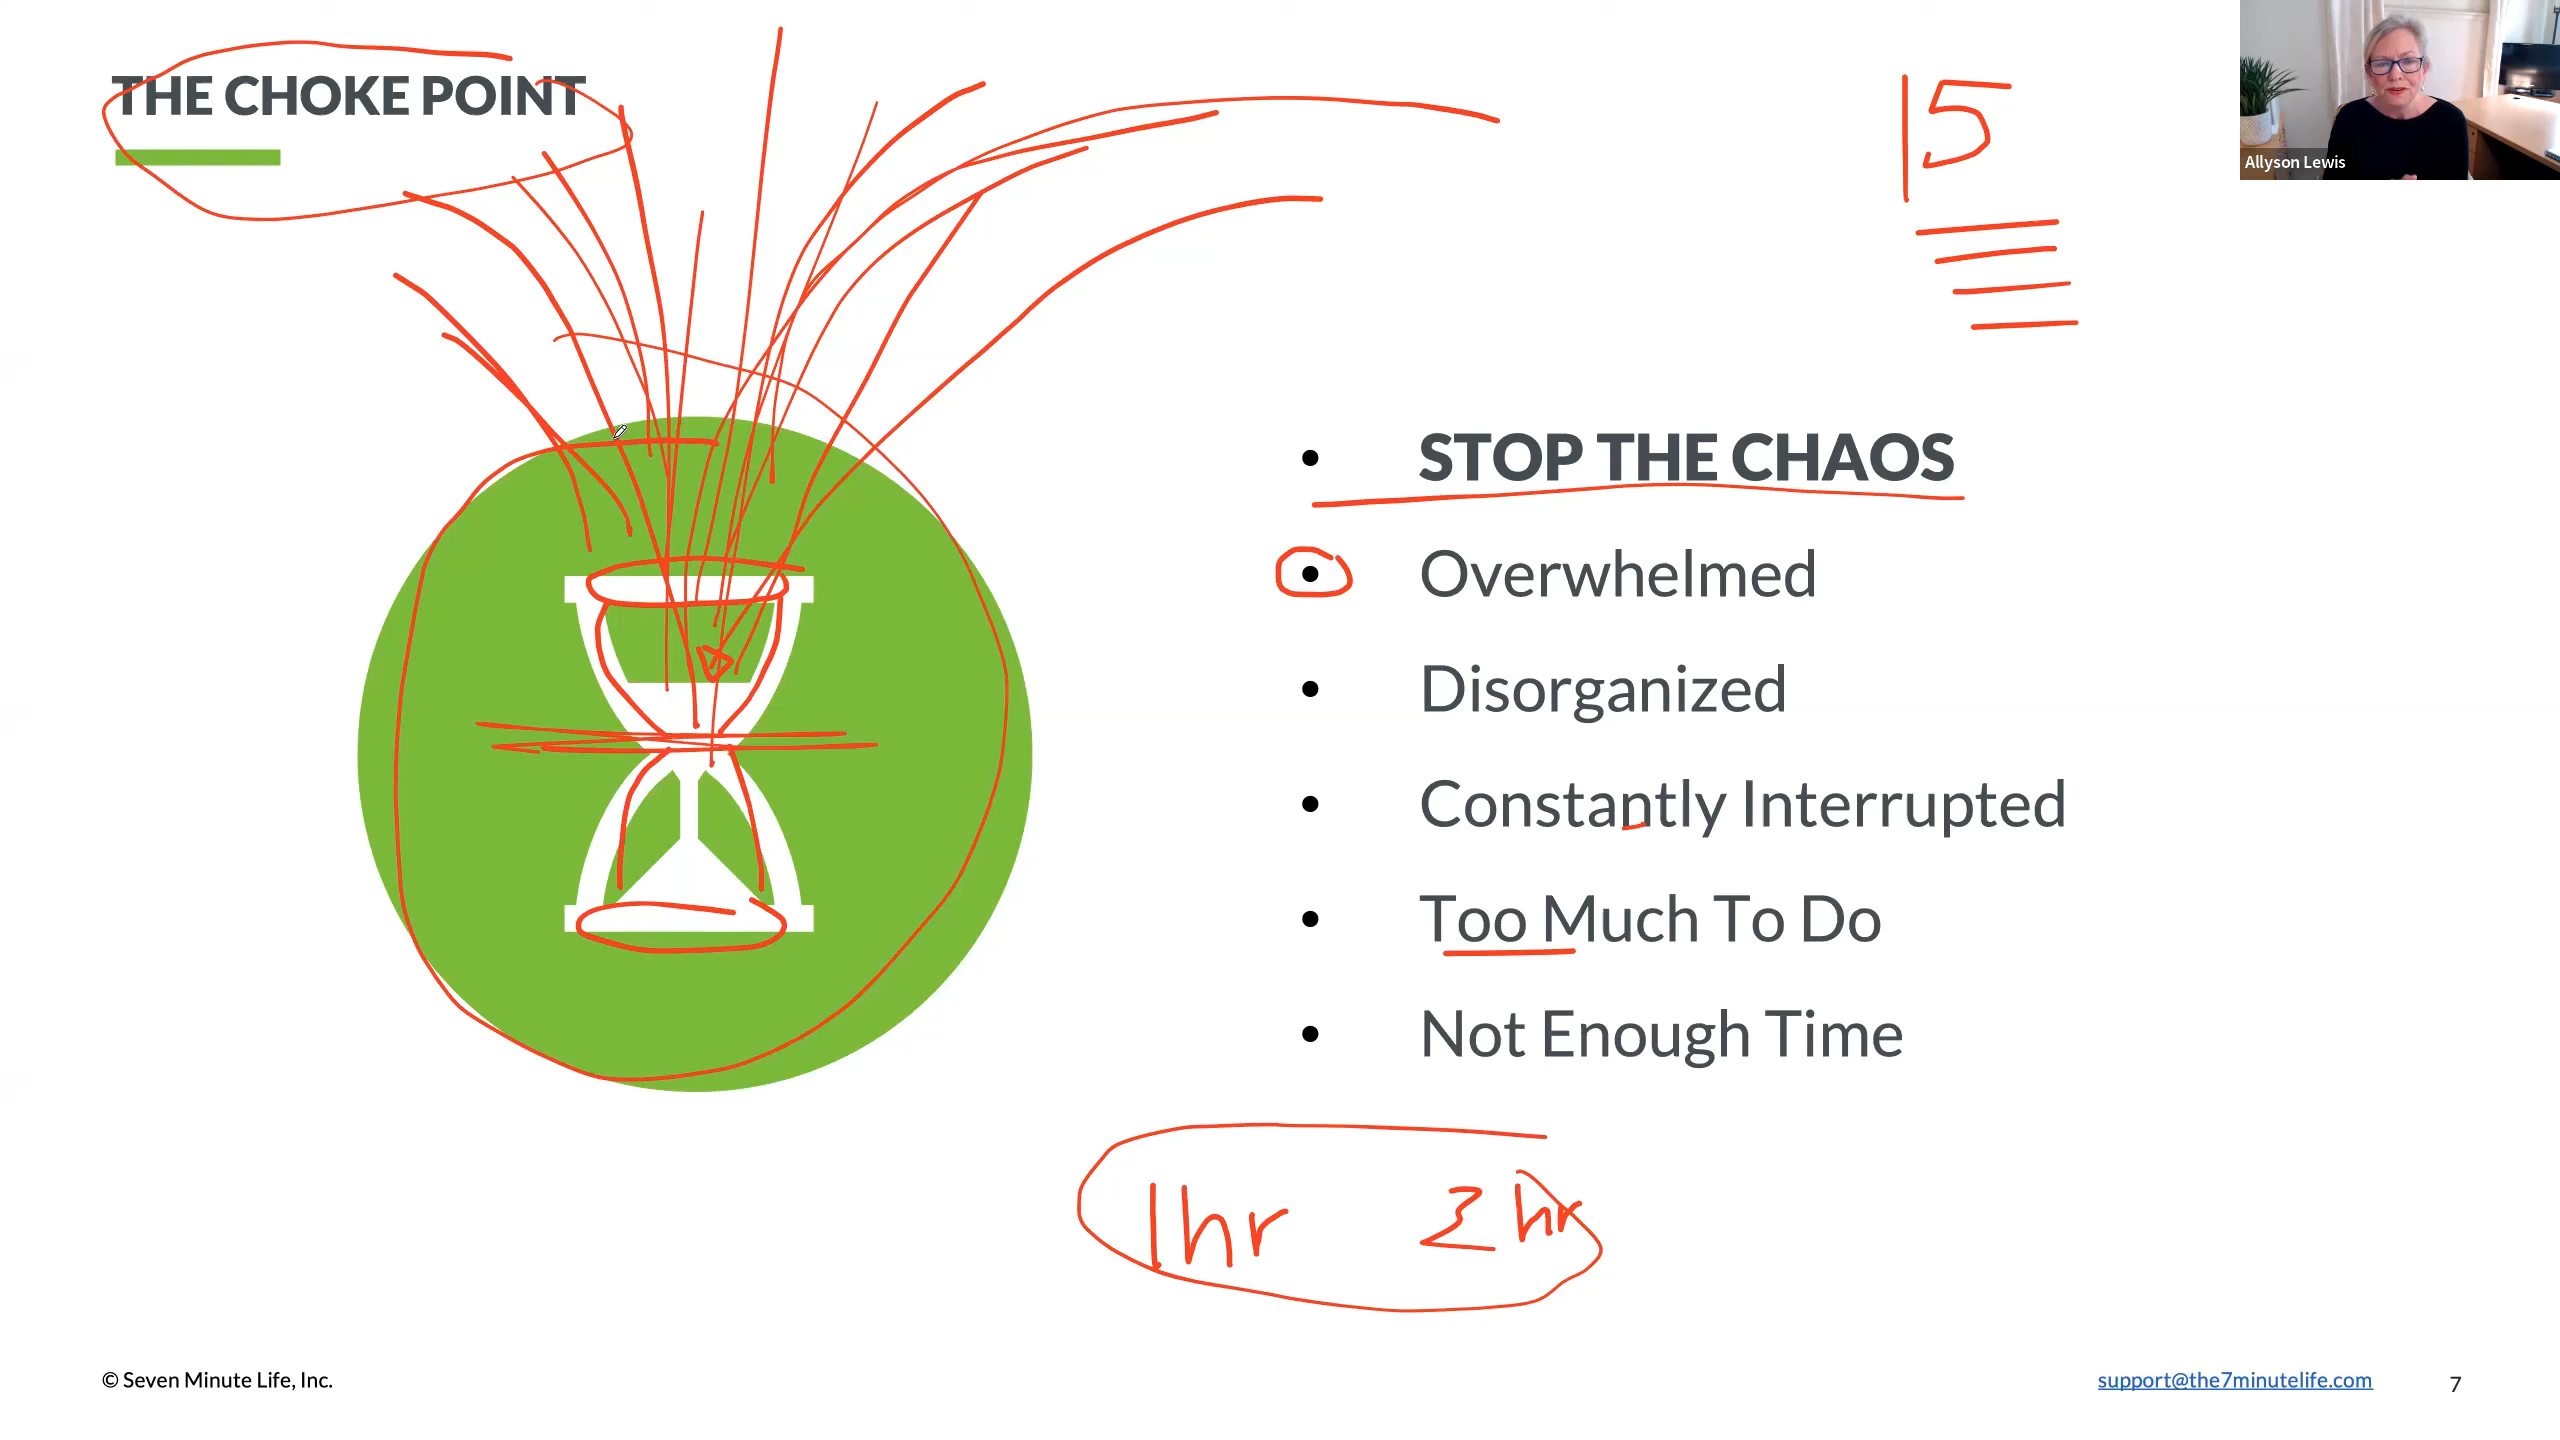 THE CHOKE POINT
15
Allyson Lewis
• STOP THE CHAOS
• Overwhelmed
• Disorganized
• Constantly Interrupted
• Too Much To Do
• Not Enough Time
1hr 2hr
© Seven Minute Life, Inc.
support@the7minutelife.com
7